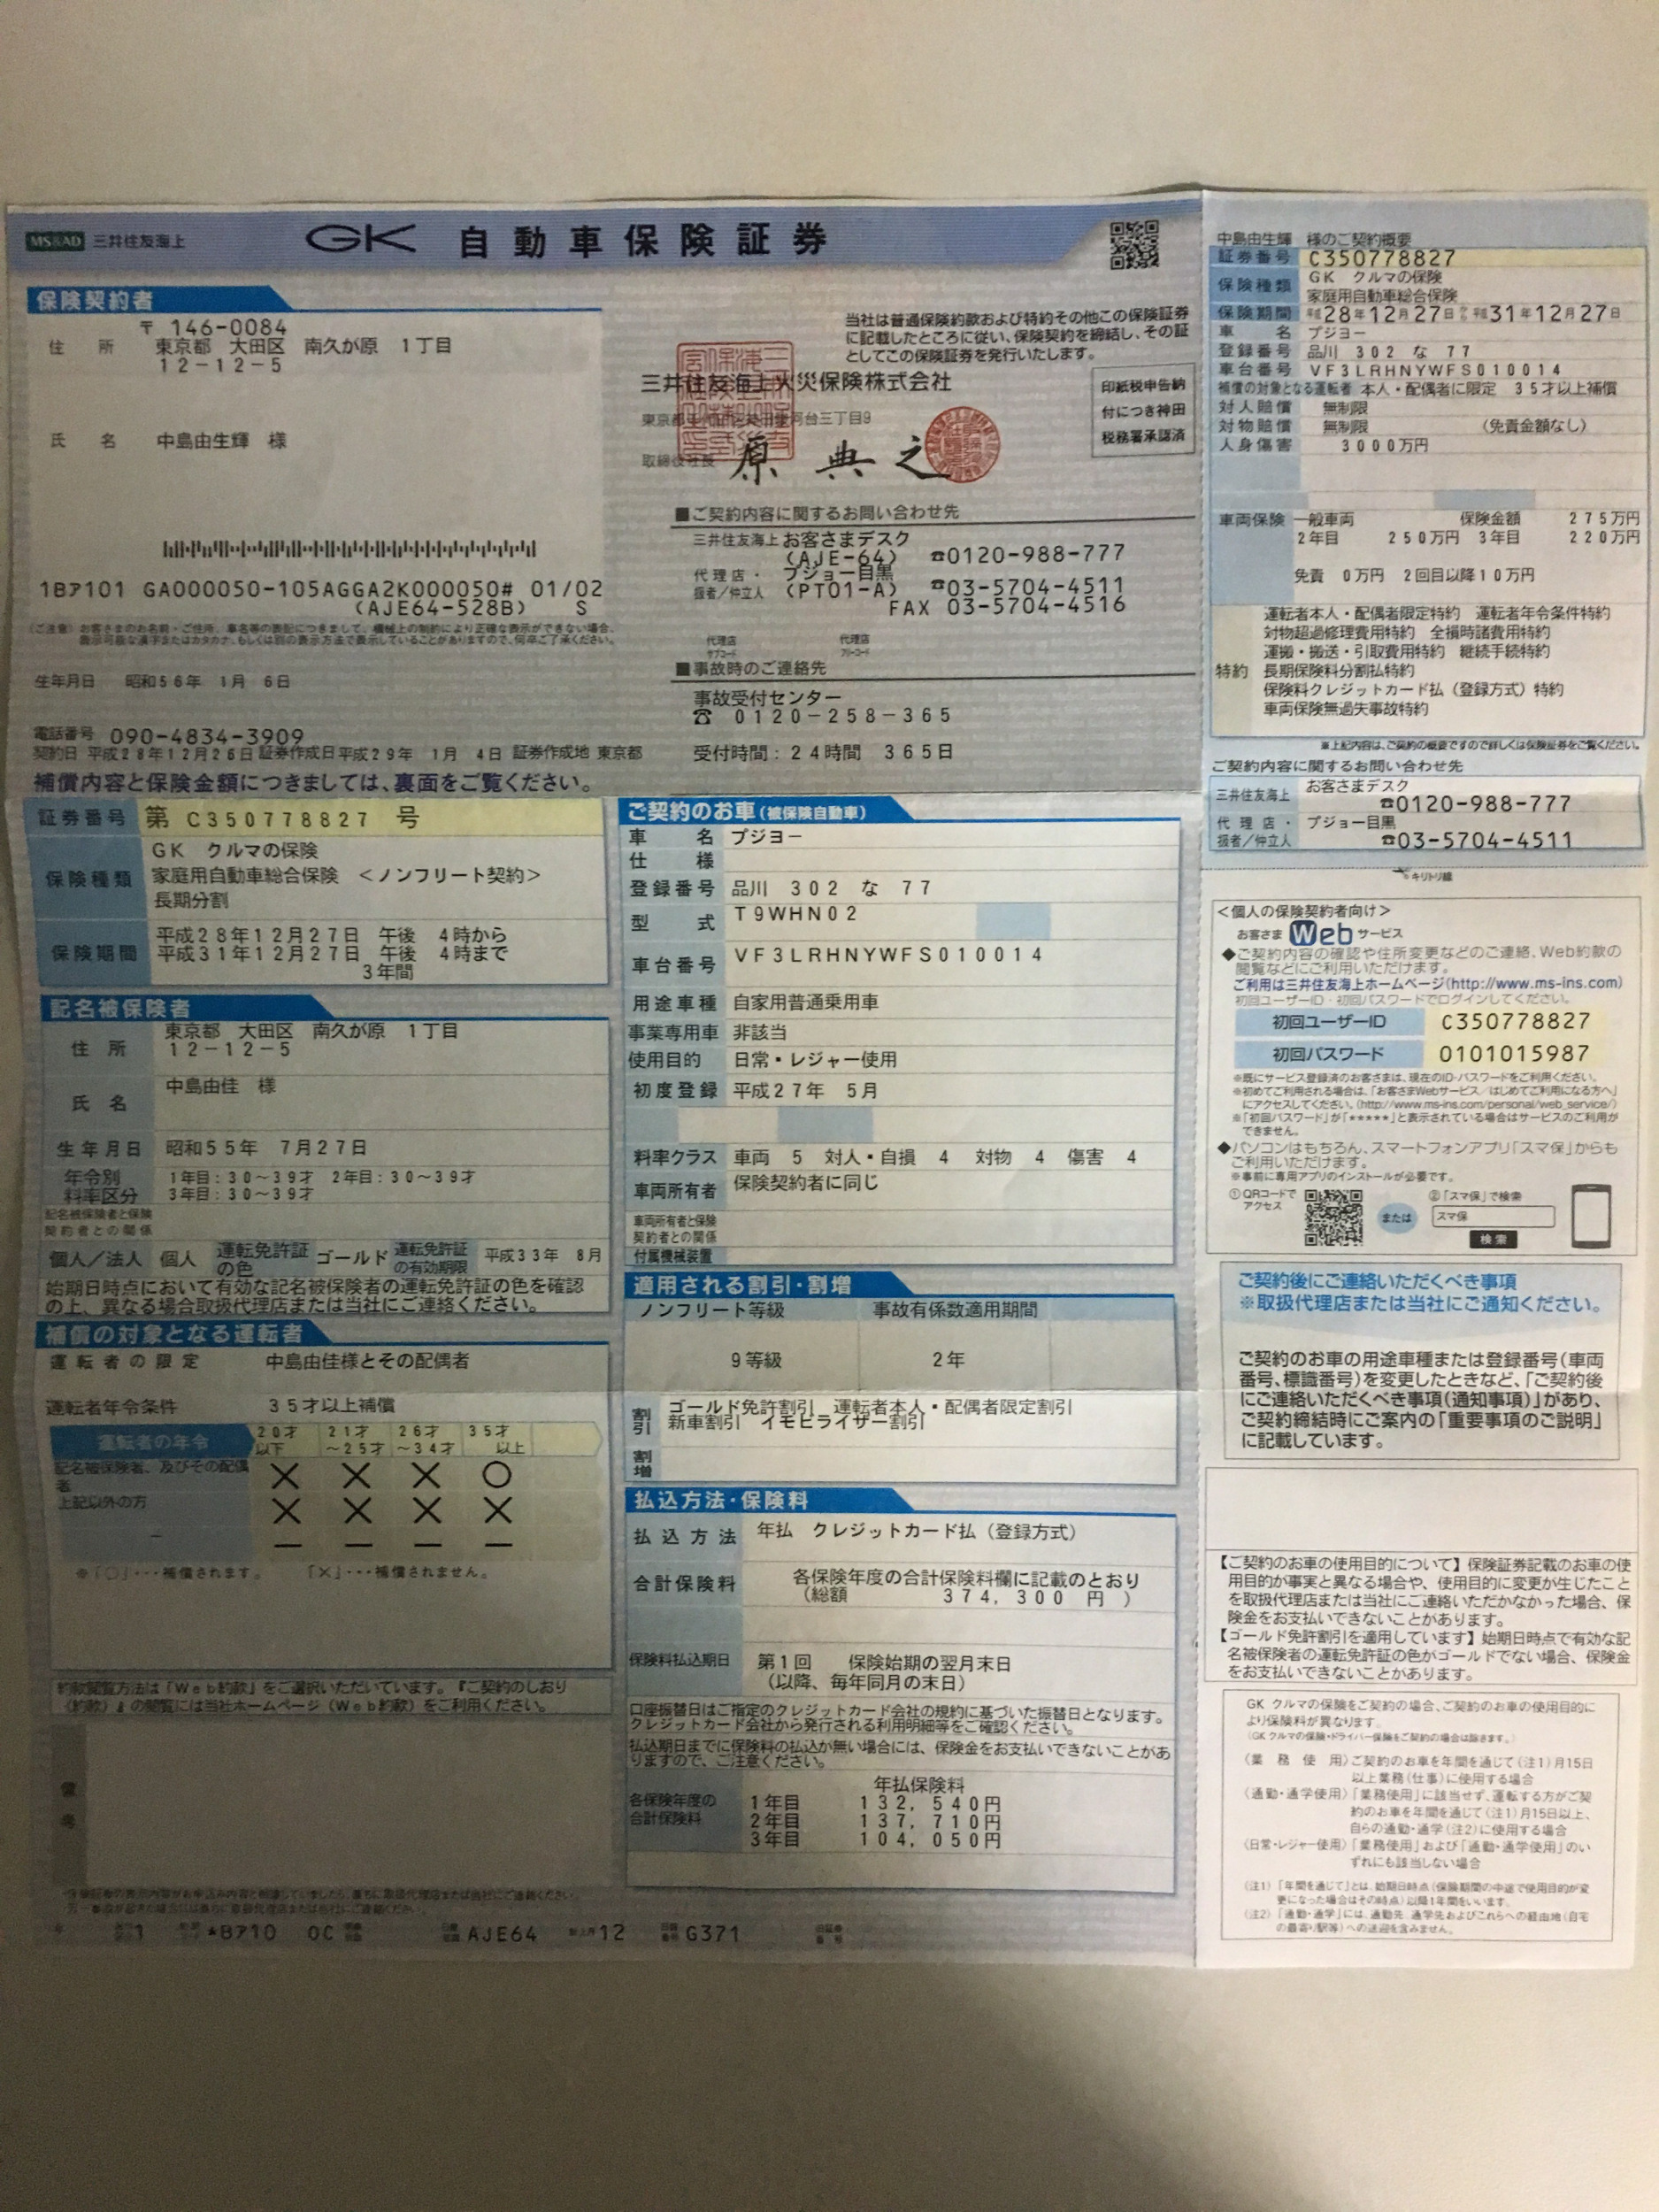 MS&AD 三井住友海上
GK 自動車保険証券
保険契約者
〒 146-0084
住所 東京都 大田区 南久が原 1丁目
12-12-5
氏名 中島由生輝 様
1Bア101 GA000050-105AGGA2K000050# 01/02
(AJE64-528B) S
(ご注意) お客さまのお名前・ご住所、車名等の表記につきまして、機械上の制約により正確な表示ができない場合、
表示可能な漢字またはカタカナ、もしくは別の表示方法で表示していることがありますので、何卒ご了承ください。
生年月日 昭和56年 1月 6日
電話番号 090-4834-3909
契約日 平成28年12月26日 証券作成日 平成29年 1月 4日 証券作成地 東京都
補償内容と保険金額につきましては、裏面をご覧ください。
当社は普通保険約款および特約その他この保険証券
に記載したところに従い、保険契約を締結し、その証
としてこの保険証券を発行いたします。
三井住友海上火災保険株式会社
取締役社長 原 典之
印紙税申告納
付につき神田
税務署承認済
■ご契約内容に関するお問い合わせ先
三井住友海上 お客さまデスク
(AJE-64) ☎0120-988-777
代理店・ プジョー目黒
扱者/仲立人 (PT01-A) ☎03-5704-4511
FAX 03-5704-4516
代理店 代理店
サブコード フリーコード
■事故時のご連絡先
事故受付センター
☎ 0120-258-365
受付時間:24時間 365日
証券番号 第 C350778827 号
保険種類 GK クルマの保険
家庭用自動車総合保険 <ノンフリート契約>
長期分割
保険期間 平成28年12月27日 午後 4時から
平成31年12月27日 午後 4時まで
3年間
記名被保険者
住所 東京都 大田区 南久が原 1丁目
12-12-5
氏名 中島由佳 様
生年月日 昭和55年 7月27日
年令別 1年目:30~39才 2年目:30~39才
料率区分 3年目:30~39才
記名被保険者と保険
契約者との関係
個人/法人 個人 運転免許証の色 ゴールド 運転免許証の有効期限 平成33年 8月
始期日時点において有効な記名被保険者の運転免許証の色を確認
の上、異なる場合取扱代理店または当社にご連絡ください。
補償の対象となる運転者
運転者の限定 中島由佳様とその配偶者
運転者年令条件 35才以上補償
運転者の年令 20才以下 21才~25才 26才~34才 35才以上
記名被保険者、及びその配偶者 × × × ○
上記以外の方 × × × ×
― ― ― ― ―
※「○」・・・補償されます。 「×」・・・補償されません。
約款閲覧方法は「Web約款」をご選択いただいています。『ご契約のしおり
(約款)』の閲覧には当社ホームページ(Web約款)をご利用ください。
備考
1 *Bア10 0C AJE64 12 G371
ご契約のお車(被保険自動車)
車名 プジョー
仕様
登録番号 品川 302 な 77
型式 T9WHN02
車台番号 VF3LRHNYWFS010014
用途車種 自家用普通乗用車
事業専用車 非該当
使用目的 日常・レジャー使用
初度登録 平成27年 5月
料率クラス 車両 5 対人・自損 4 対物 4 傷害 4
車両所有者 保険契約者に同じ
車両所有者と保険
契約者との関係
付属機械装置
適用される割引・割増
ノンフリート等級 事故有係数適用期間
9等級 2年
割引 ゴールド免許割引 運転者本人・配偶者限定割引
新車割引 イモビライザー割引
割増
払込方法・保険料
払込方法 年払 クレジットカード払(登録方式)
合計保険料 各保険年度の合計保険料欄に記載のとおり
(総額 374,300 円 )
保険料払込期日 第1回 保険始期の翌月末日
(以降、毎年同月の末日)
口座振替日はご指定のクレジットカード会社の規約に基づいた振替日となります。
クレジットカード会社から発行される利用明細等をご確認ください。
払込期日までに保険料の払込が無い場合には、保険金をお支払いできないことがあ
りますので、ご注意ください。
年払保険料
各保険年度の 1年目 132,540円
合計保険料 2年目 137,710円
3年目 104,050円
中島由生輝 様のご契約概要
証券番号 C350778827
保険種類 GK クルマの保険
家庭用自動車総合保険
保険期間 平成28年12月27日から平成31年12月27日
車名 プジョー
登録番号 品川 302 な 77
車台番号 VF3LRHNYWFS010014
補償の対象となる運転者 本人・配偶者に限定 35才以上補償
対人賠償 無制限
対物賠償 無制限 (免責金額なし)
人身傷害 3000万円
車両保険 一般車両 保険金額 275万円
2年目 250万円 3年目 220万円
免責 0万円 2回目以降10万円
特約 運転者本人・配偶者限定特約 運転者年令条件特約
対物超過修理費用特約 全損時諸費用特約
運搬・搬送・引取費用特約 継続手続特約
長期保険料分割払特約
保険料クレジットカード払(登録方式)特約
車両保険無過失事故特約
※上記内容は、ご契約の概要ですので詳しくは保険証券をご覧ください。
ご契約内容に関するお問い合わせ先
三井住友海上 お客さまデスク
☎0120-988-777
代理店・ プジョー目黒
扱者/仲立人 ☎03-5704-4511
キリトリ線
<個人の保険契約者向け>
お客さま Web サービス
◆ご契約内容の確認や住所変更などのご連絡、Web約款の
閲覧などにご利用いただけます。
ご利用は三井住友海上ホームページ(http://www.ms-ins.com)
初回ユーザーID・初回パスワードでログインしてください。
初回ユーザーID C350778827
初回パスワード 0101015987
※既にサービス登録済のお客さまは、現在のID・パスワードをご利用ください。
※初めてご利用される場合は、「お客さまWebサービス/はじめてご利用になる方へ」
にアクセスしてください。(http://www.ms-ins.com/personal/web_service/)
※「初回パスワード」が「*****」と表示されている場合はサービスのご利用が
できません。
◆パソコンはもちろん、スマートフォンアプリ「スマ保」からも
ご利用いただけます。
※事前に専用アプリのインストールが必要です。
①QRコードで
アクセス
または
②「スマ保」で検索
スマ保
検索
ご契約後にご連絡いただくべき事項
※取扱代理店または当社にご通知ください。
ご契約のお車の用途車種または登録番号(車両
番号、標識番号)を変更したときなど、「ご契約後
にご連絡いただくべき事項(通知事項)」があり、
ご契約締結時にご案内の「重要事項のご説明」
に記載しています。
【ご契約のお車の使用目的について】保険証券記載のお車の使
用目的が事実と異なる場合や、使用目的に変更が生じたこと
を取扱代理店または当社にご連絡いただかなかった場合、保
険金をお支払いできないことがあります。
【ゴールド免許割引を適用しています】始期日時点で有効な記
名被保険者の運転免許証の色がゴールドでない場合、保険金
をお支払いできないことがあります。
GK クルマの保険をご契約の場合、ご契約のお車の使用目的に
より保険料が異なります。
(GK クルマの保険・ドライバー保険をご契約の場合は除きます。)
(業務使用)ご契約のお車を年間を通じて(注1)月15日
以上業務(仕事)に使用する場合
(通勤・通学使用)「業務使用」に該当せず、運転する方がご契
約のお車を年間を通じて(注1)月15日以上、
自らの通勤・通学(注2)に使用する場合
(日常・レジャー使用)「業務使用」および「通勤・通学使用」のい
ずれにも該当しない場合
(注1)「年間を通じて」とは、始期日時点(保険期間の中途で使用目的が変
更になった場合はその時点)以降1年間をいいます。
(注2)「通勤・通学」には、通勤先、通学先およびこれらへの経由地(自宅
の最寄り駅等)への送迎を含みません。